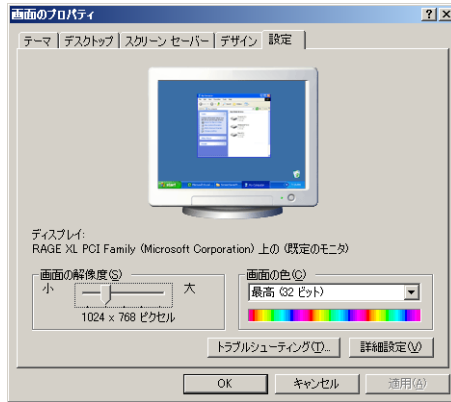 画面のプロパティ
テーマ デスクトップ スクリーン セーバー デザイン 設定
ディスプレイ:
RAGE XL PCI Family (Microsoft Corporation) 上の (既定のモニタ)
画面の解像度(S)
小 大
1024 x 768 ピクセル
画面の色(C)
最高 (32 ビット)
トラブルシューティング(T)... 詳細設定(V)
OK キャンセル 適用(A)